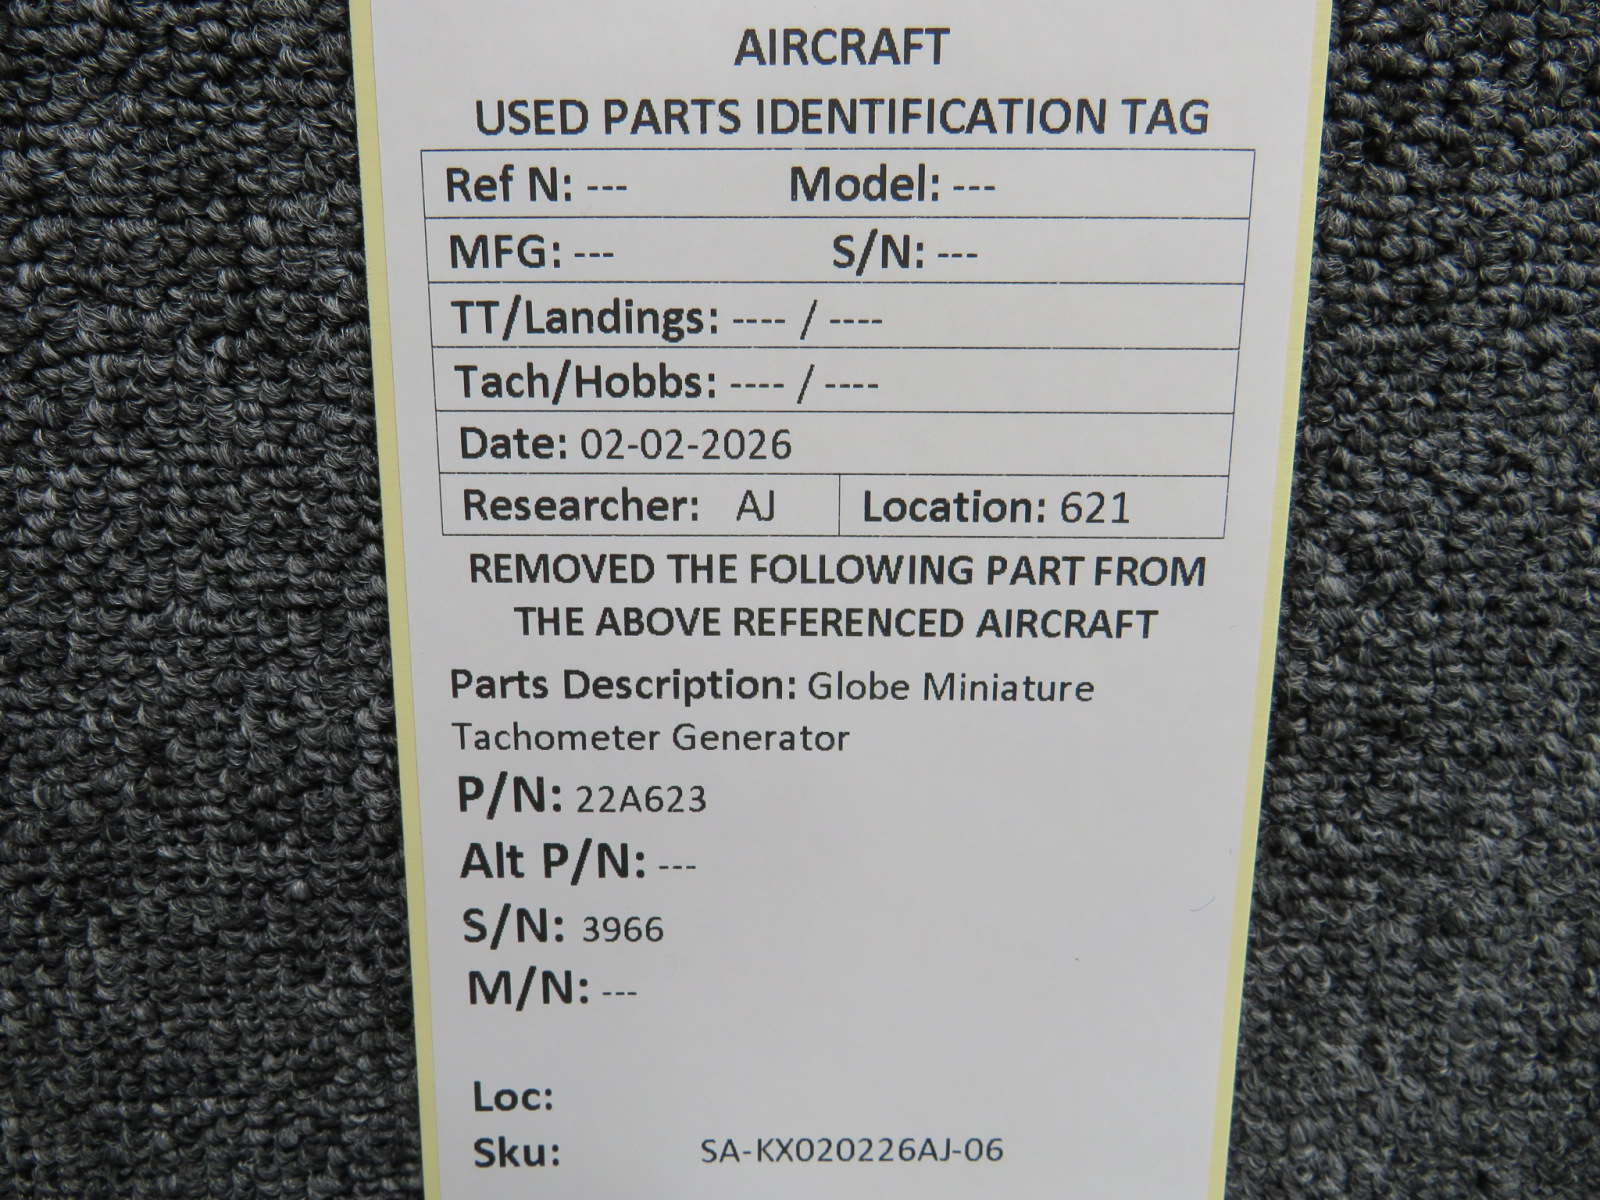 AIRCRAFT
USED PARTS IDENTIFICATION TAG
Ref N: --- Model: ---
MFG: --- S/N: ---
TT/Landings: ---- / ----
Tach/Hobbs: ---- / ----
Date: 02-02-2026
Researcher: AJ Location: 621
REMOVED THE FOLLOWING PART FROM
THE ABOVE REFERENCED AIRCRAFT
Parts Description: Globe Miniature
Tachometer Generator
P/N: 22A623
Alt P/N: ---
S/N: 3966
M/N: ---
Loc:
Sku: SA-KX020226AJ-06